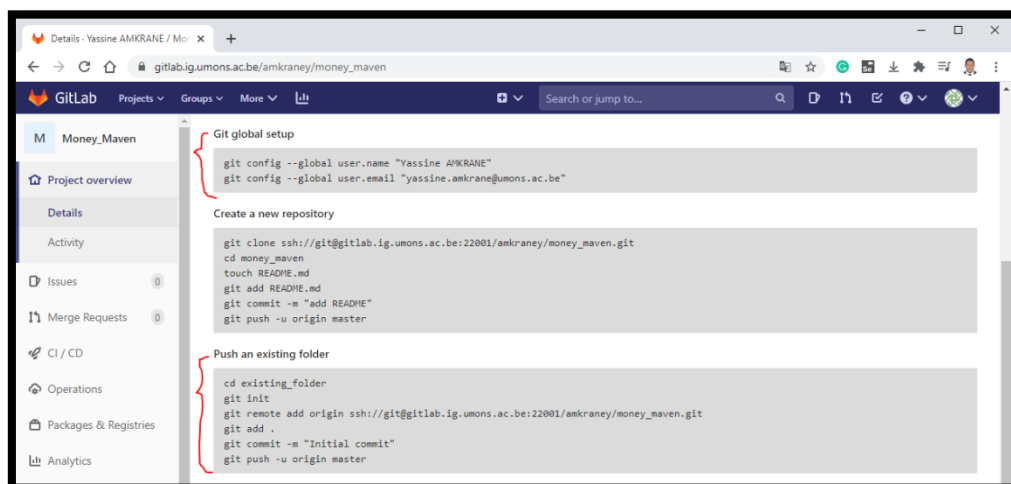 Details · Yassine AMKRANE / Mon
gitlab.ig.umons.ac.be/amkraney/money_maven
GitLab Projects Groups More Search or jump to...
M Money_Maven
Project overview
Details
Activity
Issues 0
Merge Requests 0
CI / CD
Operations
Packages & Registries
Analytics
Git global setup
git config --global user.name "Yassine AMKRANE"
git config --global user.email "yassine.amkrane@umons.ac.be"
Create a new repository
git clone ssh://git@gitlab.ig.umons.ac.be:22001/amkraney/money_maven.git
cd money_maven
touch README.md
git add README.md
git commit -m "add README"
git push -u origin master
Push an existing folder
cd existing_folder
git init
git remote add origin ssh://git@gitlab.ig.umons.ac.be:22001/amkraney/money_maven.git
git add .
git commit -m "Initial commit"
git push -u origin master